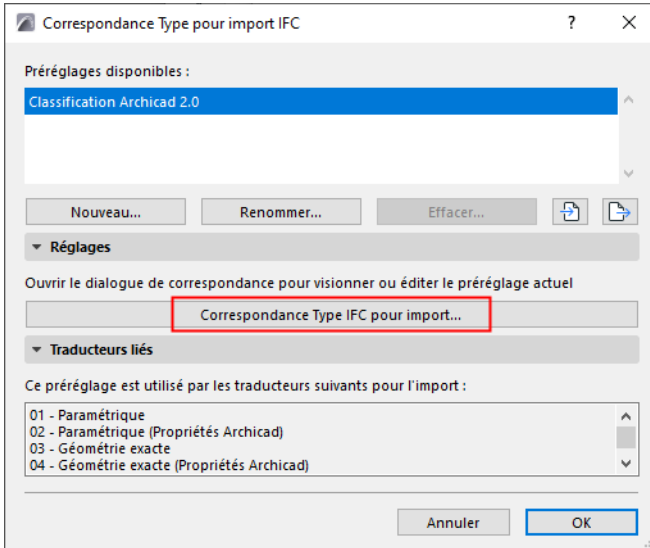 Correspondance Type pour import IFC
?
Préréglages disponibles :
Classification Archicad 2.0
Nouveau... Renommer... Effacer...
Réglages
Ouvrir le dialogue de correspondance pour visionner ou éditer le préréglage actuel
Correspondance Type IFC pour import...
Traducteurs liés
Ce préréglage est utilisé par les traducteurs suivants pour l'import :
01 - Paramétrique
02 - Paramétrique (Propriétés Archicad)
03 - Géométrie exacte
04 - Géométrie exacte (Propriétés Archicad)
Annuler OK